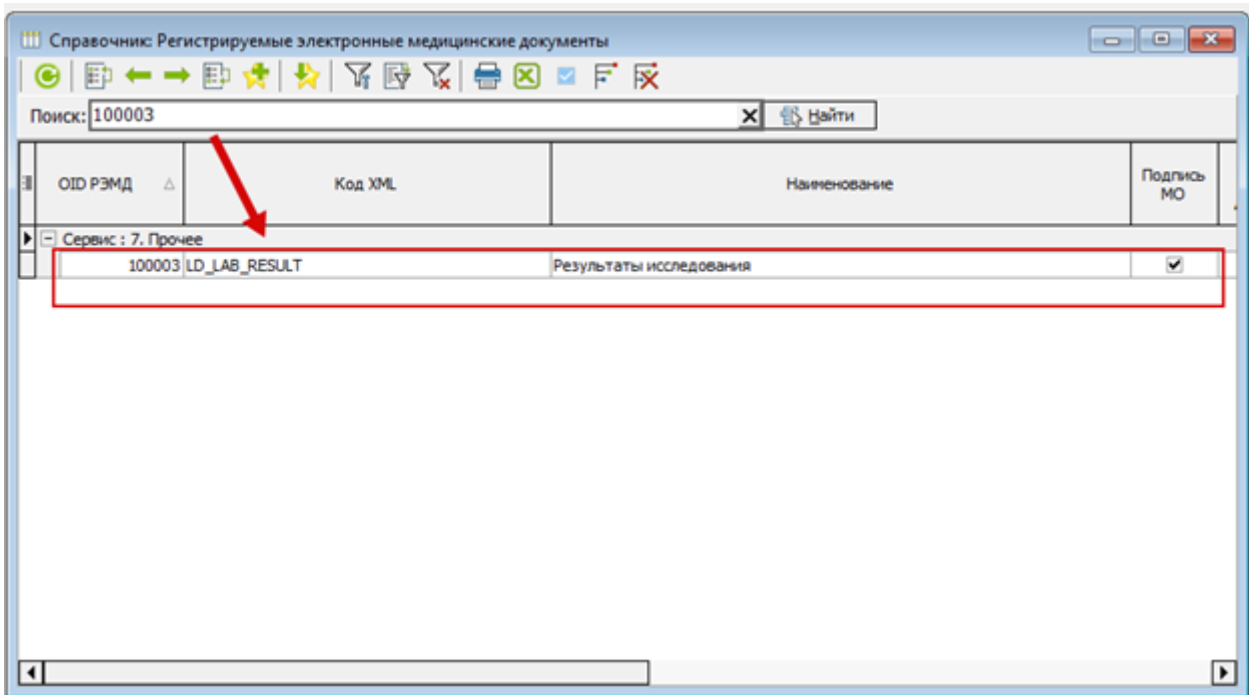 Справочник: Регистрируемые электронные медицинские документы
Поиск: 100003 Найти
OID РЭМД Код XML Наименование Подпись МО
Сервис : 7. Прочее
100003 LD_LAB_RESULT Результаты исследования